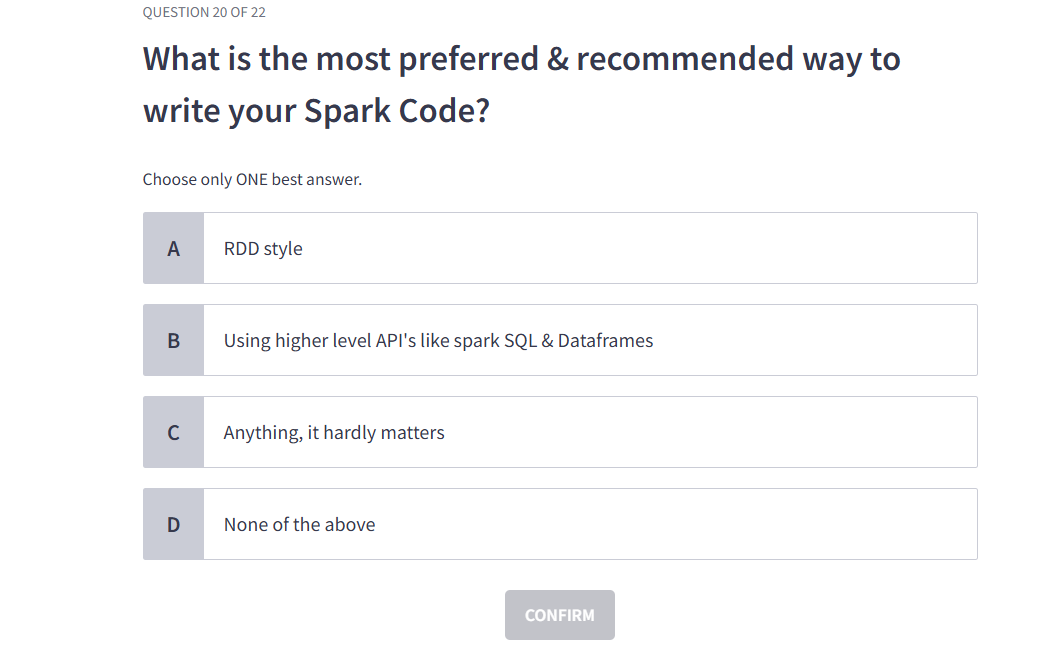 QUESTION 20 OF 22
What is the most preferred & recommended way to
write your Spark Code?
Choose only ONE best answer.
A RDD style
B Using higher level API's like spark SQL & Dataframes
C Anything, it hardly matters
D None of the above
CONFIRM